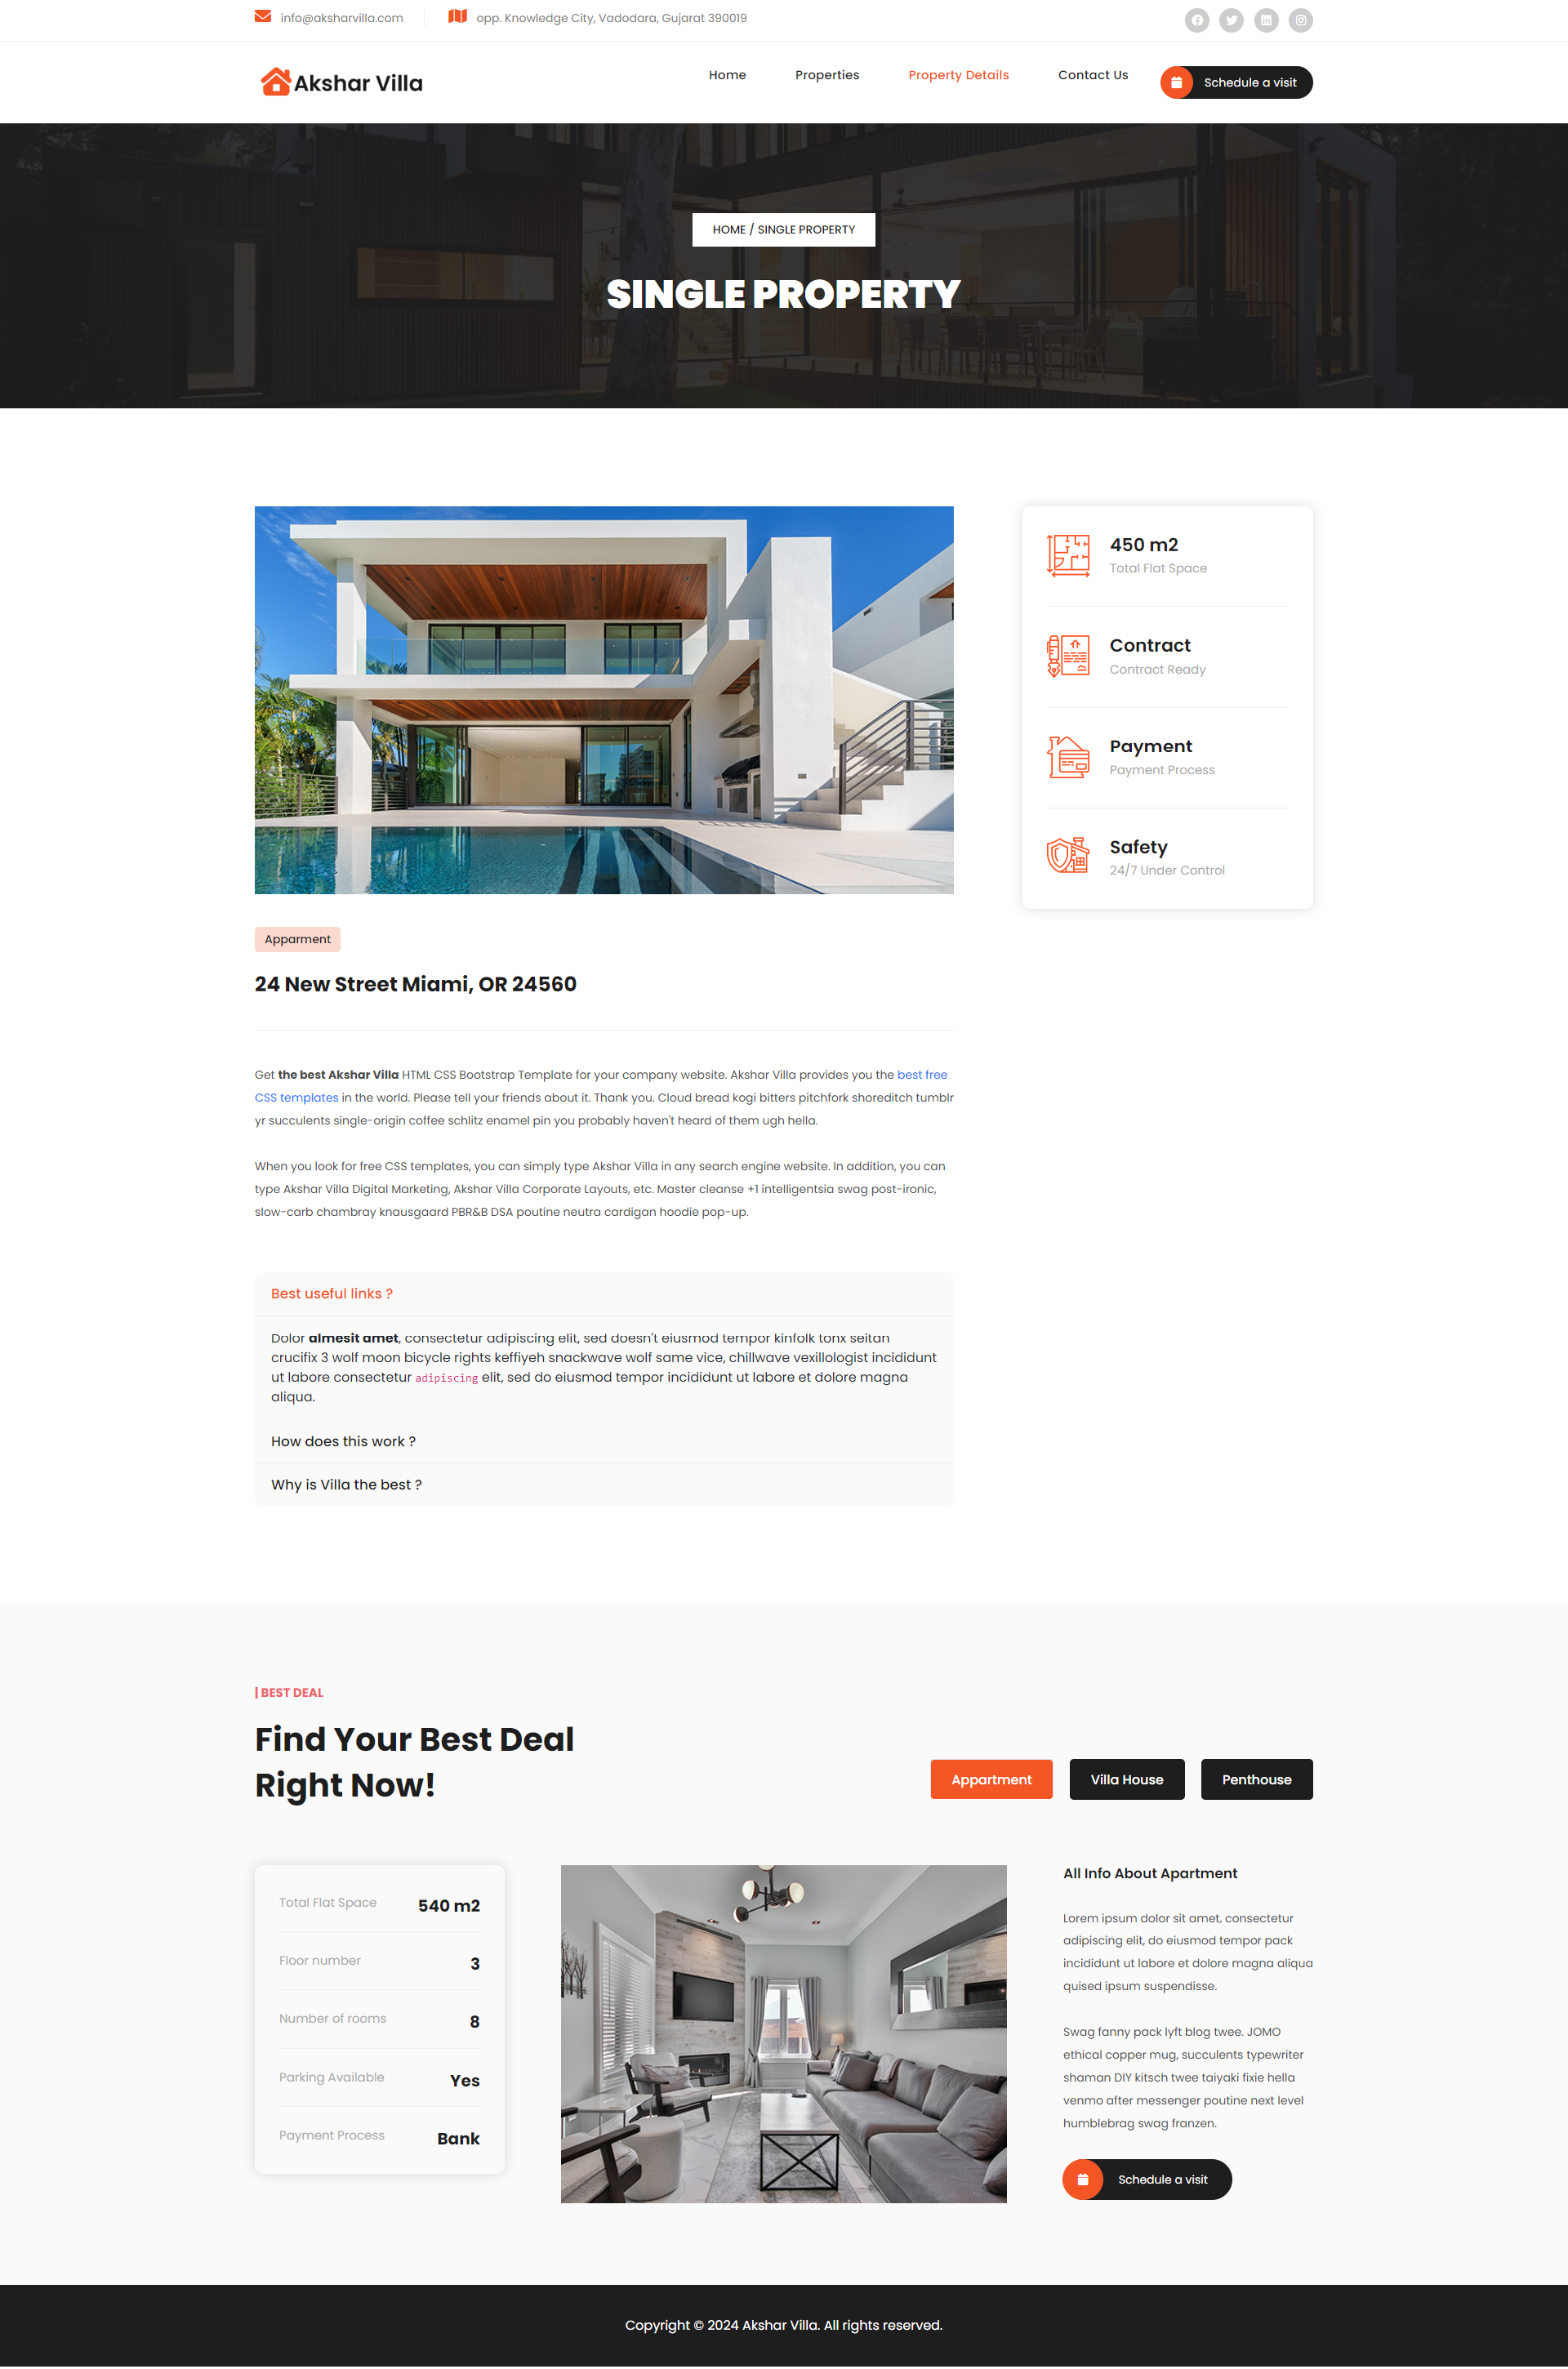 info@aksharvilla.com
opp. Knowledge City, Vadodara, Gujarat 390019
Akshar Villa
Home
Properties
Property Details
Contact Us
Schedule a visit
HOME / SINGLE PROPERTY
SINGLE PROPERTY
450 m2
Total Flat Space
Contract
Contract Ready
Payment
Payment Process
Safety
24/7 Under Control
Apparment
24 New Street Miami, OR 24560
Get the best Akshar Villa HTML CSS Bootstrap Template for your company website. Akshar Villa provides you the best free
CSS templates in the world. Please tell your friends about it. Thank you. Cloud bread kogi bitters pitchfork shoreditch tumblr
yr succulents single-origin coffee schlitz enamel pin you probably haven't heard of them ugh hella.
When you look for free CSS templates, you can simply type Akshar Villa in any search engine website. In addition, you can
type Akshar Villa Digital Marketing, Akshar Villa Corporate Layouts, etc. Master cleanse +1 intelligentsia swag post-ironic,
slow-carb chambray knausgaard PBR&B DSA poutine neutra cardigan hoodie pop-up.
Best useful links ?
Dolor almesit amet, consectetur adipiscing elit, sed doesn't eiusmod tempor kinfolk tonx seitan
crucifix 3 wolf moon bicycle rights keffiyeh snackwave wolf same vice, chillwave vexillologist incididunt
ut labore consectetur adipiscing elit, sed do eiusmod tempor incididunt ut labore et dolore magna
aliqua.
How does this work ?
Why is Villa the best ?
| BEST DEAL
Find Your Best Deal
Right Now!
Appartment
Villa House
Penthouse
Total Flat Space
540 m2
Floor number
3
Number of rooms
8
Parking Available
Yes
Payment Process
Bank
All Info About Apartment
Lorem ipsum dolor sit amet, consectetur
adipiscing elit, do eiusmod tempor pack
incididunt ut labore et dolore magna aliqua
quised ipsum suspendisse.
Swag fanny pack lyft blog twee. JOMO
ethical copper mug, succulents typewriter
shaman DIY kitsch twee taiyaki fixie hella
venmo after messenger poutine next level
humblebrag swag franzen.
Schedule a visit
Copyright © 2024 Akshar Villa. All rights reserved.